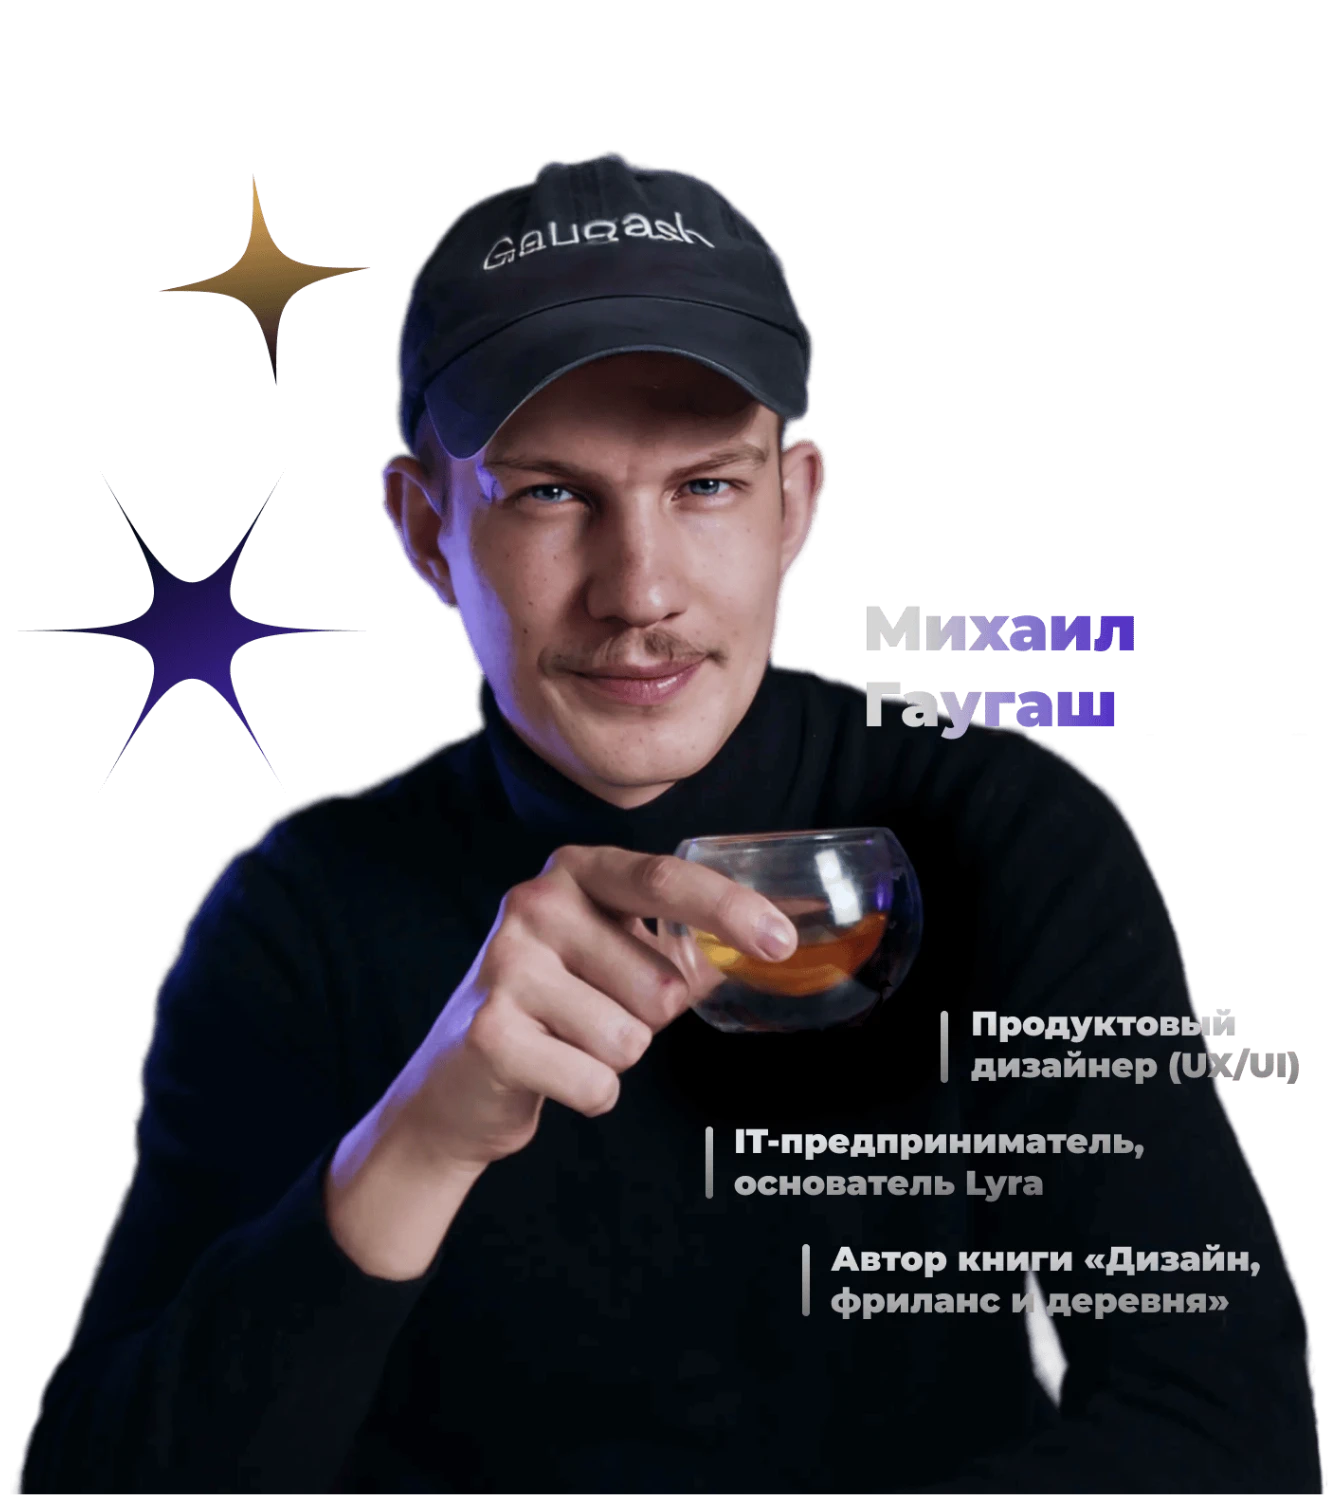 Gaugash
Михаил
Гаугаш
Продуктовый
дизайнер (UX/UI)
IT-предприниматель,
основатель Lyra
Автор книги «Дизайн,
фриланс и деревня»